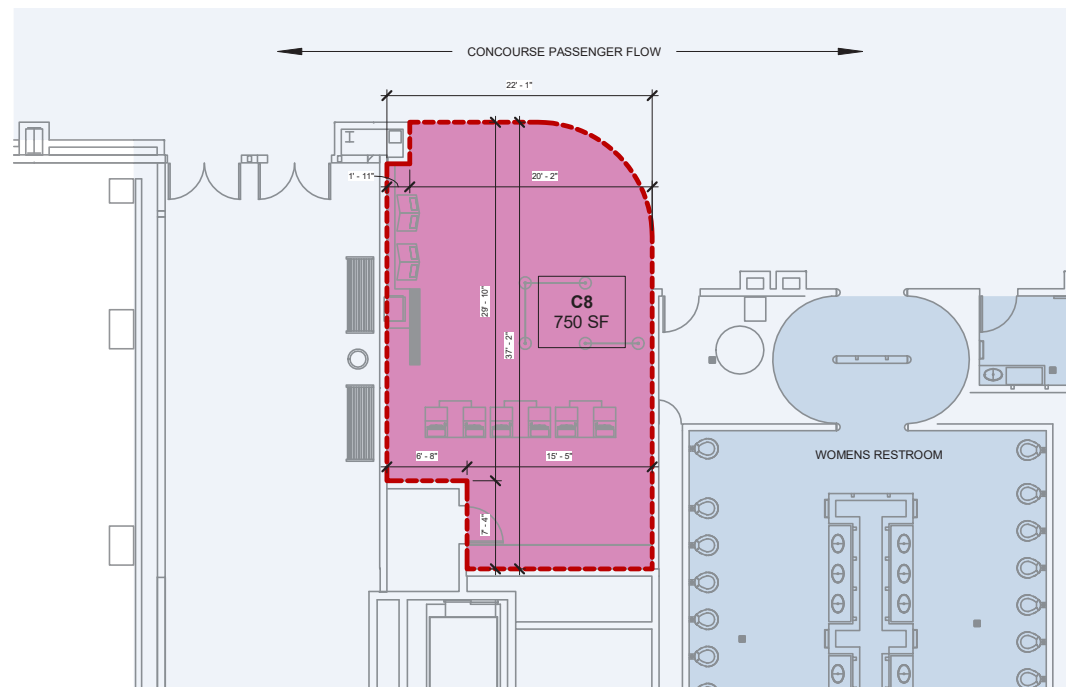 CONCOURSE PASSENGER FLOW
22' - 1"
1' - 11"
20' - 2"
C8
750 SF
29' - 10"
37' - 2"
6' - 8"
15' - 5"
WOMENS RESTROOM
7' - 4"